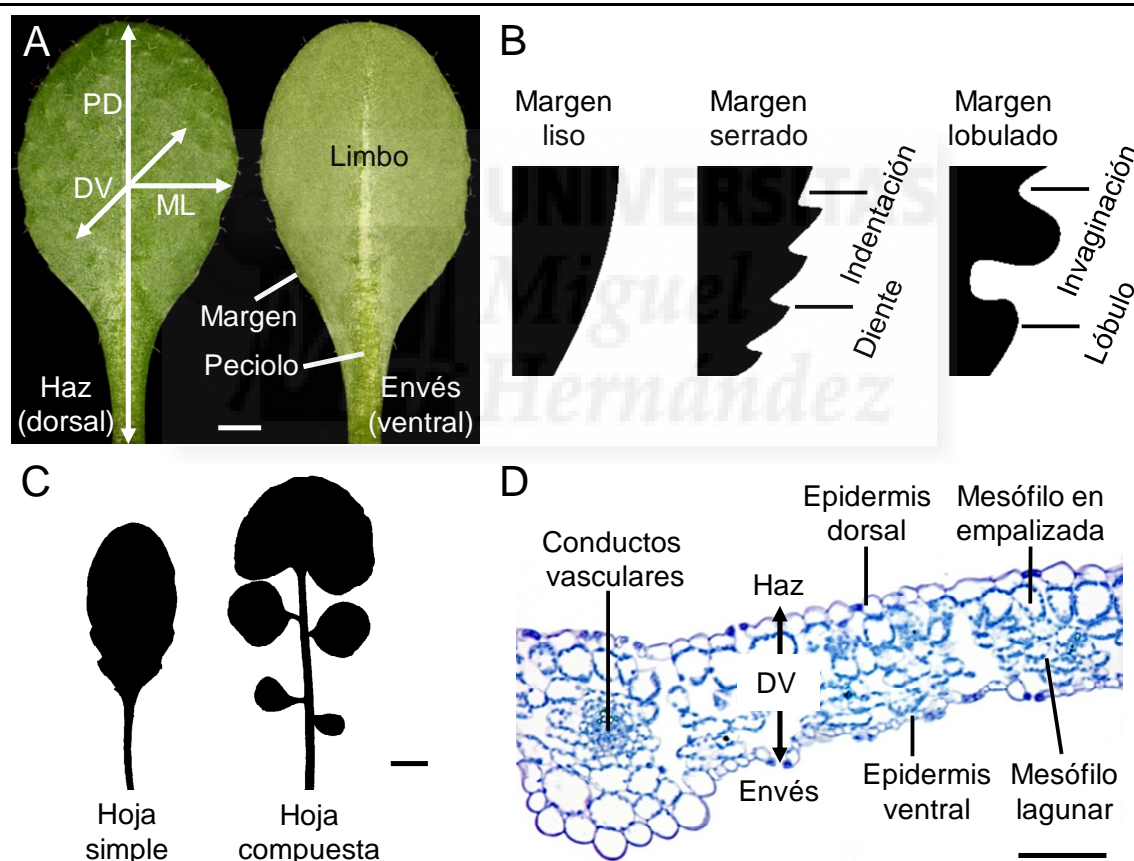 A
PD
DV
ML
Limbo
Margen
Peciolo
Haz
(dorsal)
Envés
(ventral)
B
Margen
liso
Margen
serrado
Margen
lobulado
Indentación
Diente
Invaginación
Lóbulo
UNIVERSITAS
Miguel
Hernández
C
Hoja
simple
Hoja
compuesta
D
Conductos
vasculares
Haz
DV
Envés
Epidermis
dorsal
Mesófilo en
empalizada
Epidermis
ventral
Mesófilo
lagunar